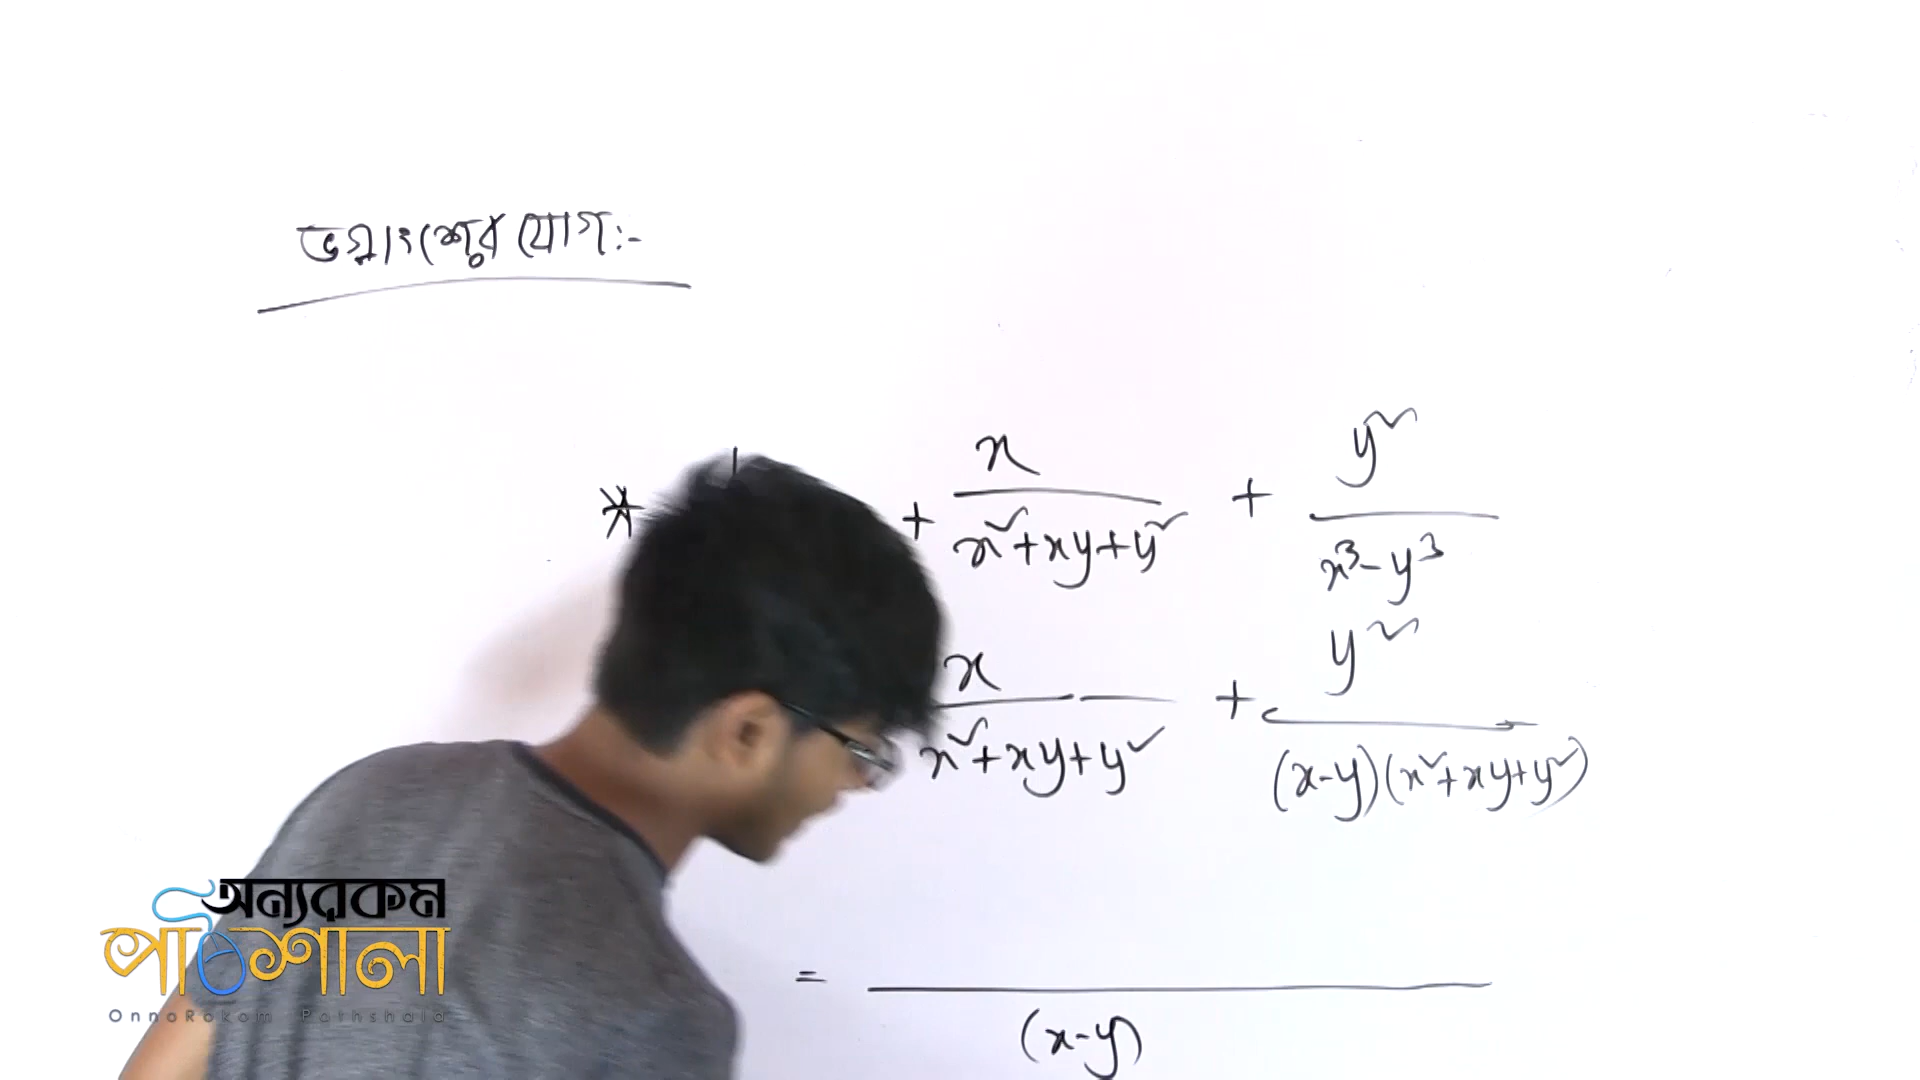 ভগ্নাংশের যোগ:-
* + x/(x²+xy+y²) + y²/(x³-y³)
x/(x²+xy+y²) + y²/((x-y)(x²+xy+y²))
= (x-y)
অন্যরকম
পাঠশালা
OnnoRokom Pathshala